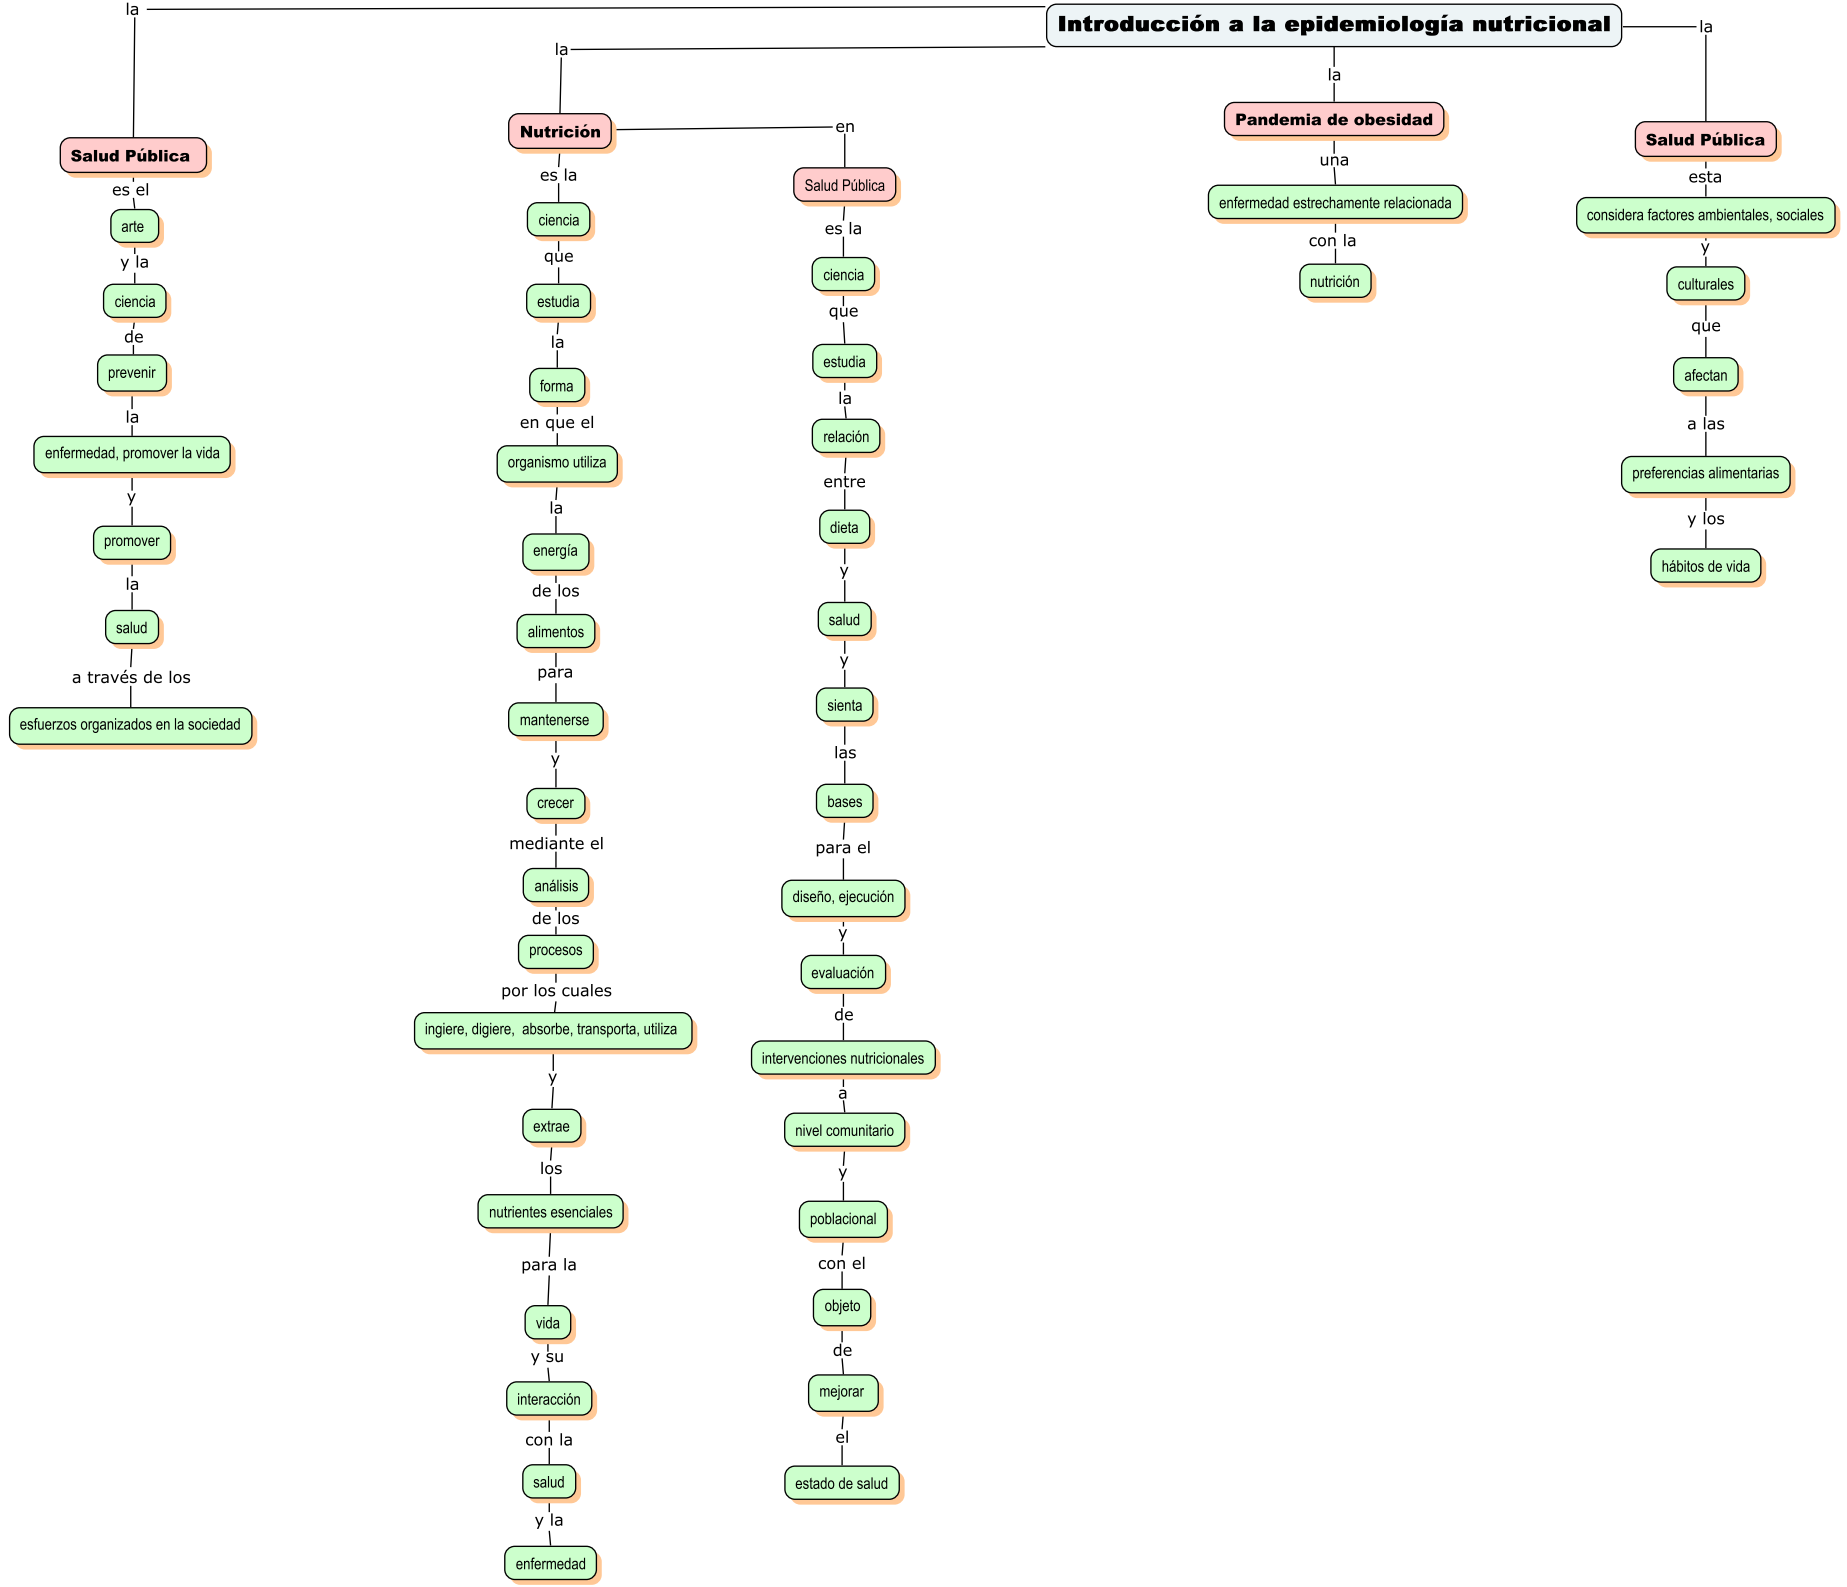 Introducción a la epidemiología nutricional
la
Salud Pública
es el
arte
y la
ciencia
de
prevenir
la
enfermedad, promover la vida
y
promover
la
salud
a través de los
esfuerzos organizados en la sociedad
la
Nutrición
es la
ciencia
que
estudia
la
forma
en que el
organismo utiliza
la
energía
de los
alimentos
para
mantenerse
y
crecer
mediante el
análisis
de los
procesos
por los cuales
ingiere, digiere, absorbe, transporta, utiliza
y
extrae
los
nutrientes esenciales
para la
vida
y su
interacción
con la
salud
y la
enfermedad
en
Salud Pública
es la
ciencia
que
estudia
la
relación
entre
dieta
y
salud
y
sienta
las
bases
para el
diseño, ejecución
y
evaluación
de
intervenciones nutricionales
a
nivel comunitario
y
poblacional
con el
objeto
de
mejorar
el
estado de salud
la
Pandemia de obesidad
una
enfermedad estrechamente relacionada
con la
nutrición
la
Salud Pública
esta
considera factores ambientales, sociales
y
culturales
que
afectan
a las
preferencias alimentarias
y los
hábitos de vida